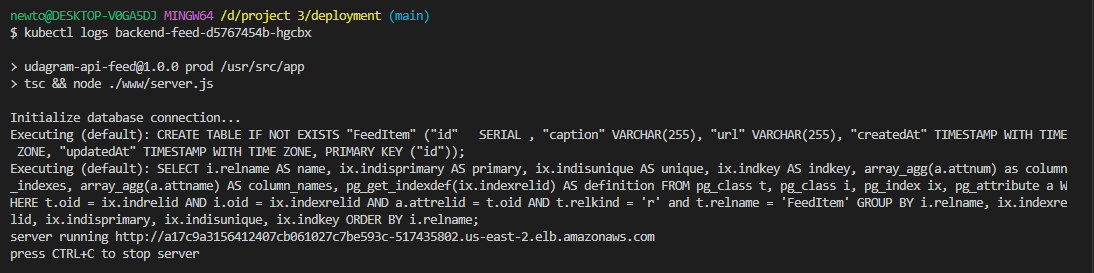 newto@DESKTOP-V0GA5DJ MINGW64 /d/project 3/deployment (main)
$ kubectl logs backend-feed-d5767454b-hgcbx
> udagram-api-feed@1.0.0 prod /usr/src/app
> tsc && node ./www/server.js
Initialize database connection...
Executing (default): CREATE TABLE IF NOT EXISTS "FeedItem" ("id"   SERIAL , "caption" VARCHAR(255), "url" VARCHAR(255), "createdAt" TIMESTAMP WITH TIME
 ZONE, "updatedAt" TIMESTAMP WITH TIME ZONE, PRIMARY KEY ("id"));
Executing (default): SELECT i.relname AS name, ix.indisprimary AS primary, ix.indisunique AS unique, ix.indkey AS indkey, array_agg(a.attnum) as column
_indexes, array_agg(a.attname) AS column_names, pg_get_indexdef(ix.indexrelid) AS definition FROM pg_class t, pg_class i, pg_index ix, pg_attribute a W
HERE t.oid = ix.indrelid AND i.oid = ix.indexrelid AND a.attrelid = t.oid AND t.relkind = 'r' and t.relname = 'FeedItem' GROUP BY i.relname, ix.indexre
lid, ix.indisprimary, ix.indisunique, ix.indkey ORDER BY i.relname;
server running http://a17c9a3156412407cb061027c7be593c-517435802.us-east-2.elb.amazonaws.com
press CTRL+C to stop server